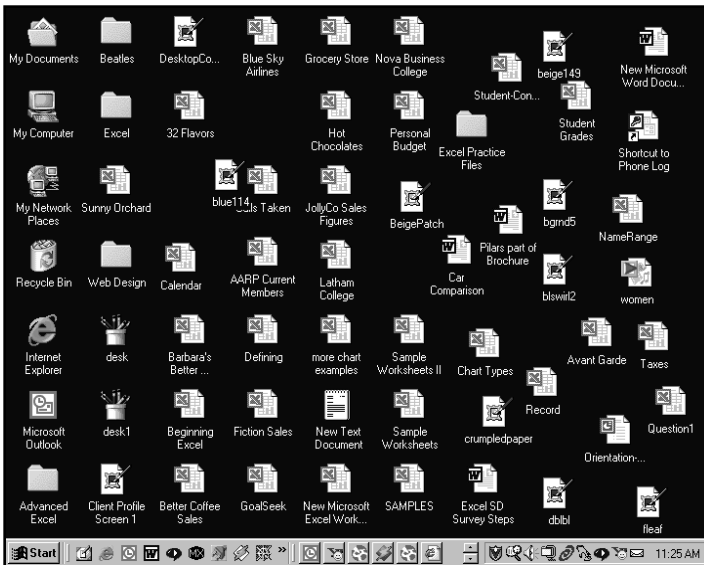 My Documents
Beatles
DesktopCo...
Blue Sky
Airlines
Grocery Store
Nova Business
College
Student-Con...
beige149
New Microsoft
Word Docu...
My Computer
Excel
32 Flavors
Hot
Chocolates
Personal
Budget
Excel Practice
Files
Student
Grades
Shortcut to
Phone Log
My Network
Places
Sunny Orchard
blue114
Taken
JollyCo Sales
Figures
BeigePatch
Pilars part of
Brochure
bgrnd5
NameRange
Recycle Bin
Web Design
Calendar
AARP Current
Members
Latham
College
Car
Comparison
blswirl2
women
Internet
Explorer
desk
Barbara's
Better ...
Defining
more chart
examples
Sample
Worksheets II
Chart Types
Avant Garde
Taxes
Microsoft
Outlook
desk1
Beginning
Excel
Fiction Sales
New Text
Document
Sample
Worksheets
crumpledpaper
Record
Question1
Orientation-...
Advanced
Excel
Client Profile
Screen 1
Better Coffee
Sales
GoalSeek
New Microsoft
Excel Work...
SAMPLES
Excel SD
Survey Steps
dblbl
fleaf
Start
11:25 AM